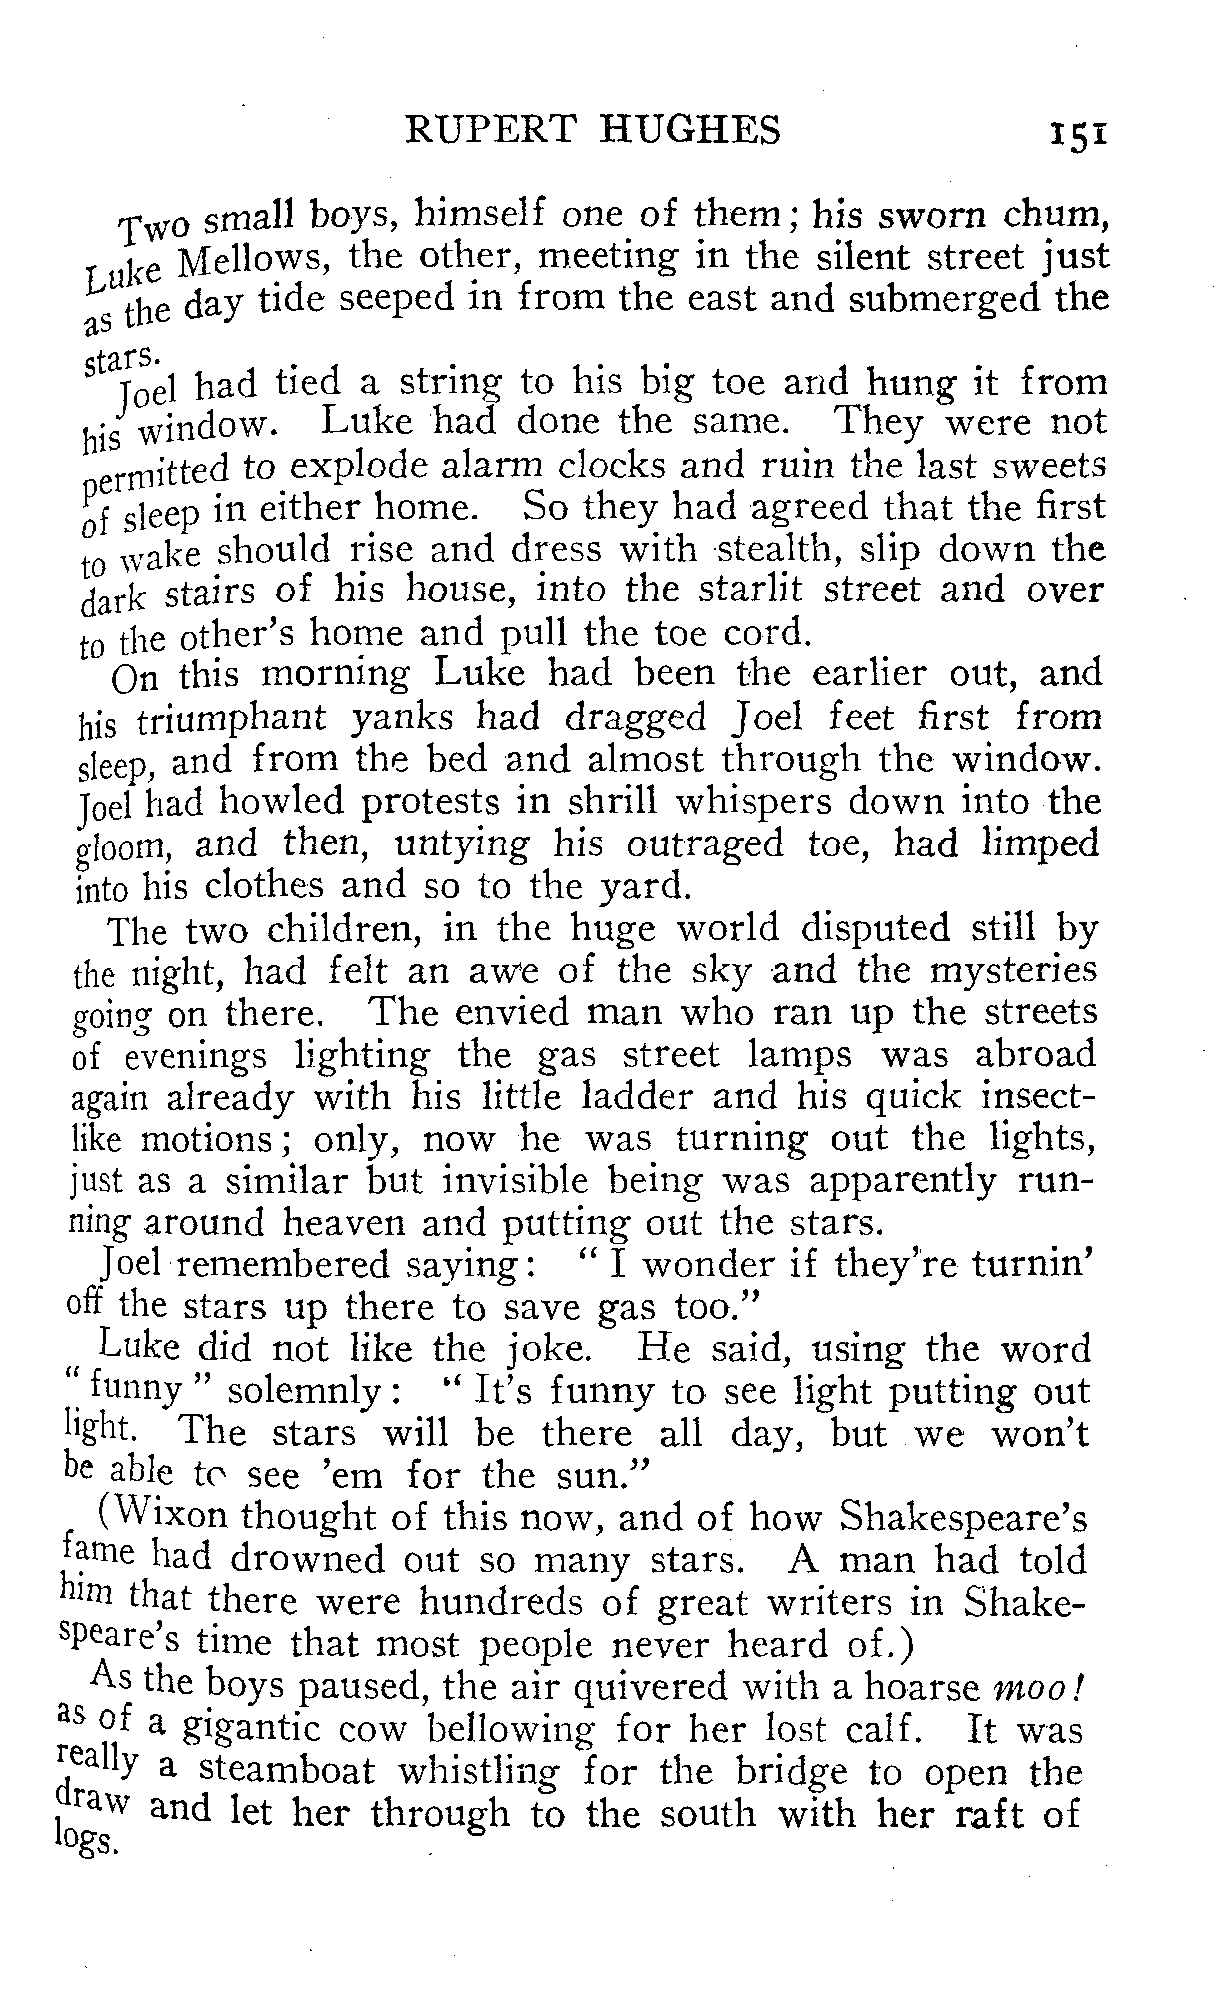 RUPERT HUGHES 151
Two small boys, himself one of them; his sworn chum,
Luke Mellows, the other, meeting in the silent street just
as the day tide seeped in from the east and submerged the
stars.
Joel had tied a string to his big toe and hung it from
his window. Luke had done the same. They were not
permitted to explode alarm clocks and ruin the last sweets
of sleep in either home. So they had agreed that the first
to wake should rise and dress with stealth, slip down the
dark stairs of his house, into the starlit street and over
to the other's home and pull the toe cord.
On this morning Luke had been the earlier out, and
his triumphant yanks had dragged Joel feet first from
sleep, and from the bed and almost through the window.
Joel had howled protests in shrill whispers down into the
gloom, and then, untying his outraged toe, had limped
into his clothes and so to the yard.
The two children, in the huge world disputed still by
the night, had felt an awe of the sky and the mysteries
going on there. The envied man who ran up the streets
of evenings lighting the gas street lamps was abroad
again already with his little ladder and his quick insect-
like motions; only, now he was turning out the lights,
just as a similar but invisible being was apparently run-
ning around heaven and putting out the stars.
Joel remembered saying: "I wonder if they're turnin'
off the stars up there to save gas too."
Luke did not like the joke. He said, using the word
"funny" solemnly: "It's funny to see light putting out
light. The stars will be there all day, but we won't
be able to see 'em for the sun."
(Wixon thought of this now, and of how Shakespeare's
fame had drowned out so many stars. A man had told
him that there were hundreds of great writers in Shake-
speare's time that most people never heard of.)
As the boys paused, the air quivered with a hoarse moo!
as of a gigantic cow bellowing for her lost calf. It was
really a steamboat whistling for the bridge to open the
draw and let her through to the south with her raft of
logs.